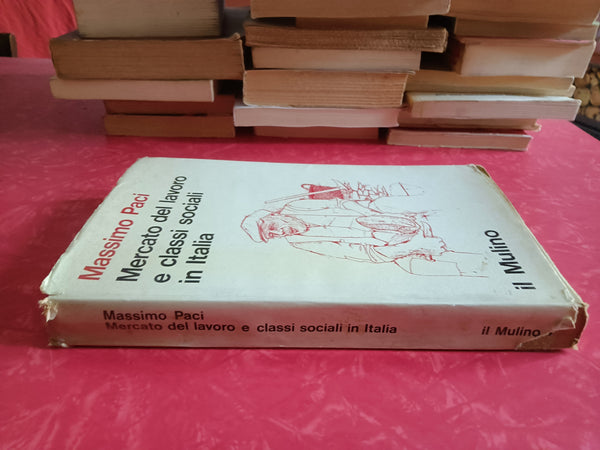 Massimo Paci
Mercato del lavoro
e classi sociali
in Italia
il Mulino
Massimo Paci
Mercato del lavoro e classi sociali in Italia
il Mulino